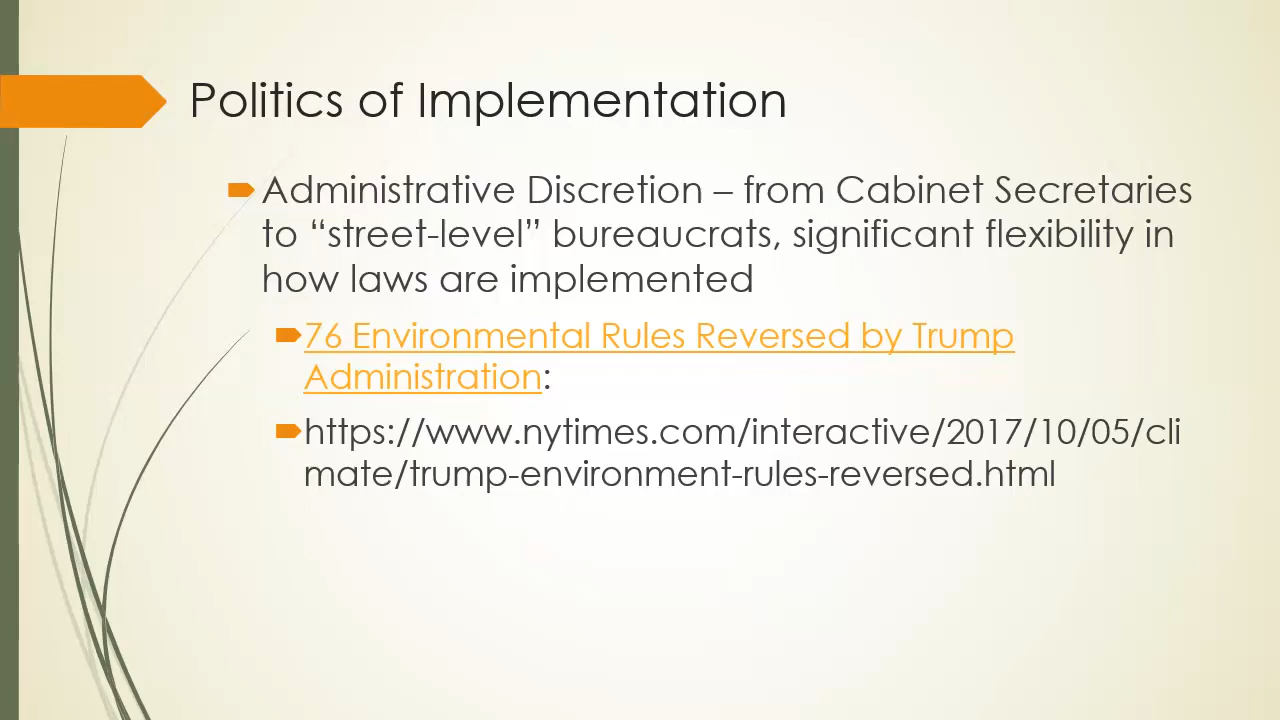 Politics of Implementation
Administrative Discretion – from Cabinet Secretaries
to “street-level” bureaucrats, significant flexibility in
how laws are implemented
76 Environmental Rules Reversed by Trump
Administration:
https://www.nytimes.com/interactive/2017/10/05/cli
mate/trump-environment-rules-reversed.html